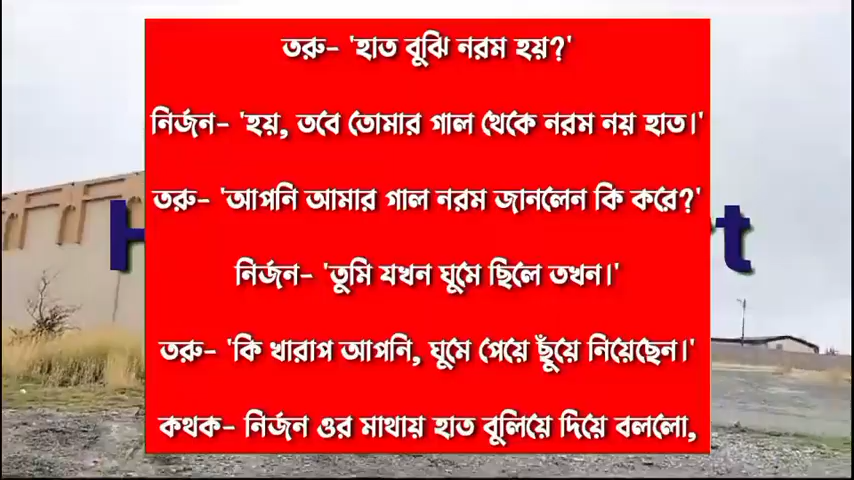 তরু- 'হাত বুঝি নরম হয়?'
নির্জন- 'হয়, তবে তোমার গাল থেকে নরম নয় হাত।'
তরু- 'আপনি আমার গাল নরম জানলেন কি করে?'
নির্জন- 'তুমি যখন ঘুমে ছিলে তখন।'
তরু- 'কি খারাপ আপনি, ঘুমে পেয়ে ছুঁয়ে নিয়েছেন।'
কথক- নির্জন ওর মাথায় হাত বুলিয়ে দিয়ে বললো,